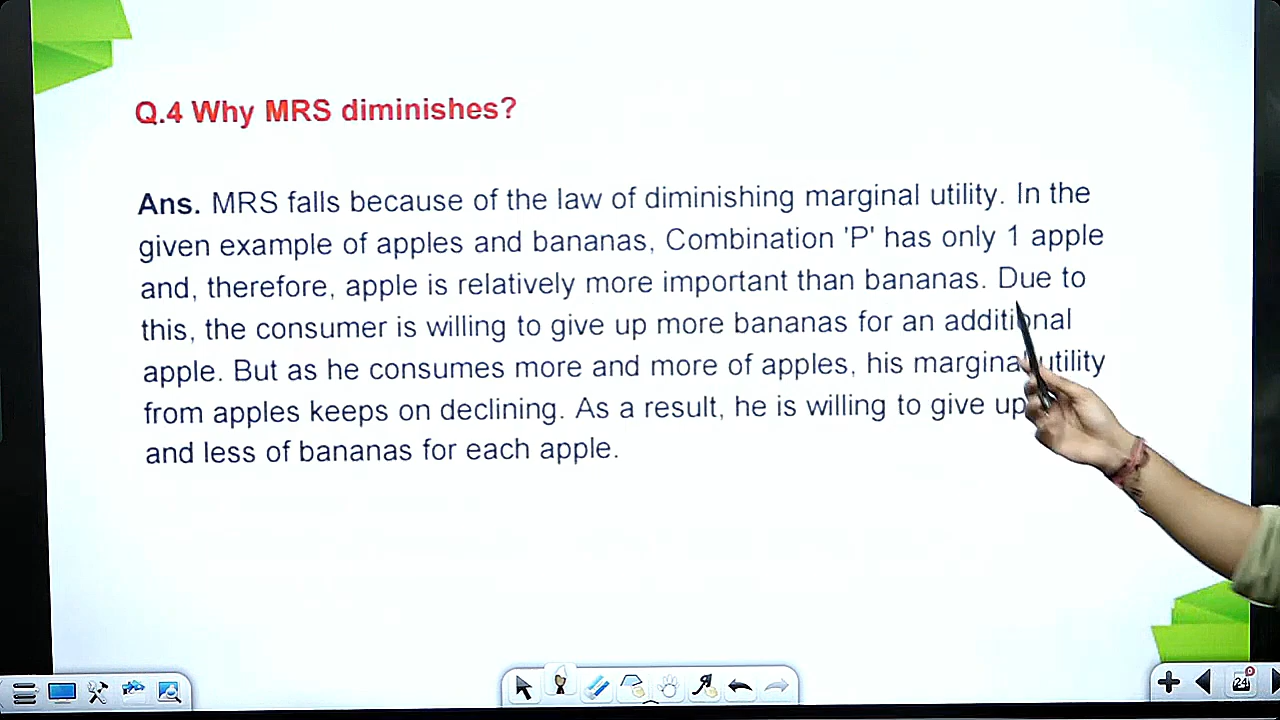 Q.4 Why MRS diminishes?
Ans. MRS falls because of the law of diminishing marginal utility. In the
given example of apples and bananas, Combination 'P' has only 1 apple
and, therefore, apple is relatively more important than bananas. Due to
this, the consumer is willing to give up more bananas for an additional
apple. But as he consumes more and more of apples, his marginal utility
from apples keeps on declining. As a result, he is willing to give up
and less of bananas for each apple.
24